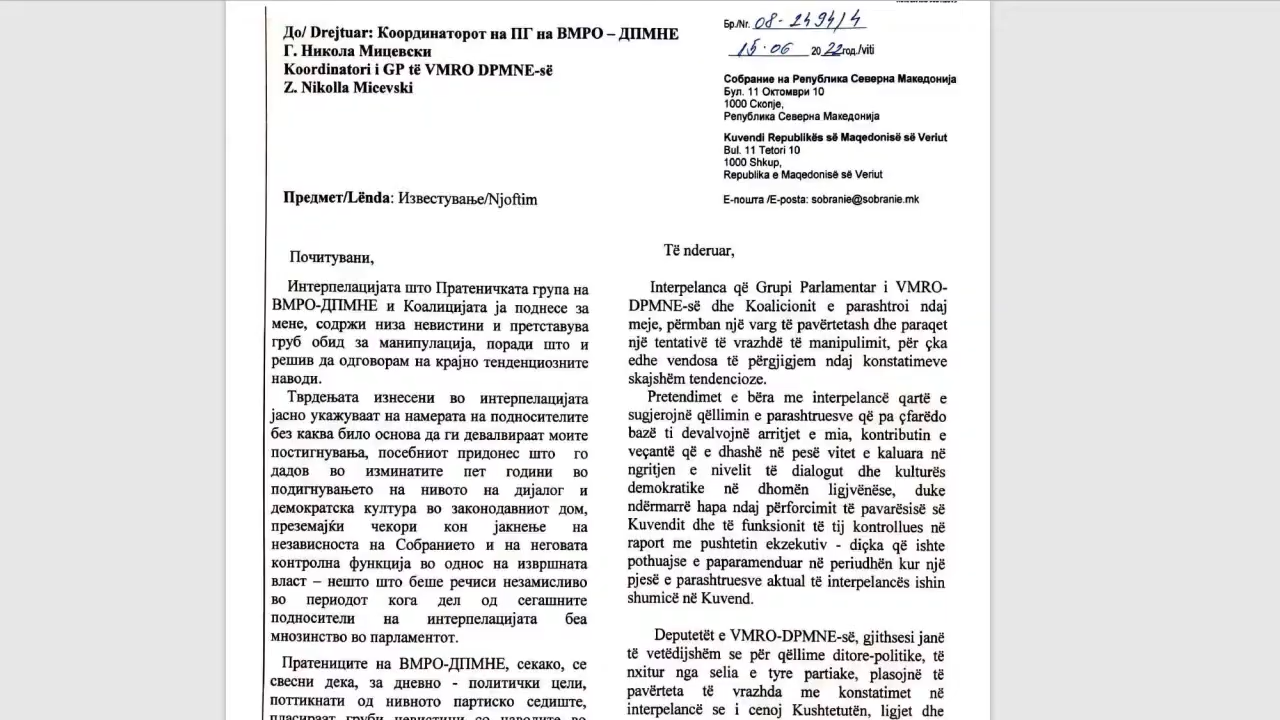 До/ Drejtuar: Координаторот на ПГ на ВМРО – ДПМНЕ
Г. Никола Мицевски
Koordinatori i GP të VMRO DPMNE-së
Z. Nikolla Micevski
Бр./Nr. 08-2494/4
15.06 2022 год./viti
Собрание на Република Северна Македонија
Бул. 11 Октомври 10
1000 Скопје,
Република Северна Македонија
Kuvendi Republikës së Maqedonisë së Veriut
Bul. 11 Tetori 10
1000 Shkup,
Republika e Maqedonisë së Veriut
Е-пошта /E-posta: sobranie@sobranie.mk
Предмет/Lënda: Известување/Njoftim
Почитувани,
Интерпелацијата што Пратеничката група на
ВМРО-ДПМНЕ и Коалицијата ја поднесе за
мене, содржи низа невистини и претставува
груб обид за манипулација, поради што и
решив да одговорам на крајно тенденциозните
наводи.
Тврдењата изнесени во интерпелацијата
јасно укажуваат на намерата на подносителите
без каква било основа да ги девалвираат моите
постигнувања, посебниот придонес што го
дадов во изминатите пет години во
подигнувањето на нивото на дијалог и
демократска култура во законодавниот дом,
преземајќи чекори кон јакнење на
независноста на Собранието и на неговата
контролна функција во однос на извршната
власт – нешто што беше речиси незамисливо
во периодот кога дел од сегашните
подносители на интерпелацијата беа
мнозинство во парламентот.
Пратениците на ВМРО-ДПМНЕ, секако, се
свесни дека, за дневно - политички цели,
поттикнати од нивното партиско седиште,
пласираат груби невистини со наводите во
Të nderuar,
Interpelanca që Grupi Parlamentar i VMRO-
DPMNE-së dhe Koalicionit e parashtroi ndaj
meje, përmban një varg të pavërtetash dhe paraqet
një tentativë të vrazhdë të manipulimit, për çka
edhe vendosa të përgjigjem ndaj konstatimeve
skajshëm tendencioze.
Pretendimet e bëra me interpelancë qartë e
sugjerojnë qëllimin e parashtruesve që pa çfarëdo
bazë ti devalvojnë arritjet e mia, kontributin e
veçantë që e dhashë në pesë vitet e kaluara në
ngritjen e nivelit të dialogut dhe kulturës
demokratike në dhomën ligjvënëse, duke
ndërmarrë hapa ndaj përforcimit të pavarësisë së
Kuvendit dhe të funksionit të tij kontrollues në
raport me pushtetin ekzekutiv - diçka që ishte
pothuajse e paparamenduar në periudhën kur një
pjesë e parashtruesve aktual të interpelancës ishin
shumicë në Kuvend.
Deputetët e VMRO-DPMNE-së, gjithsesi janë
të vetëdijshëm se për qëllime ditore-politike, të
nxitur nga selia e tyre partiake, plasojnë të
pavërteta të vrazhda me konstatimet në
interpelancë se i cenoj Kushtetutën, ligjet dhe